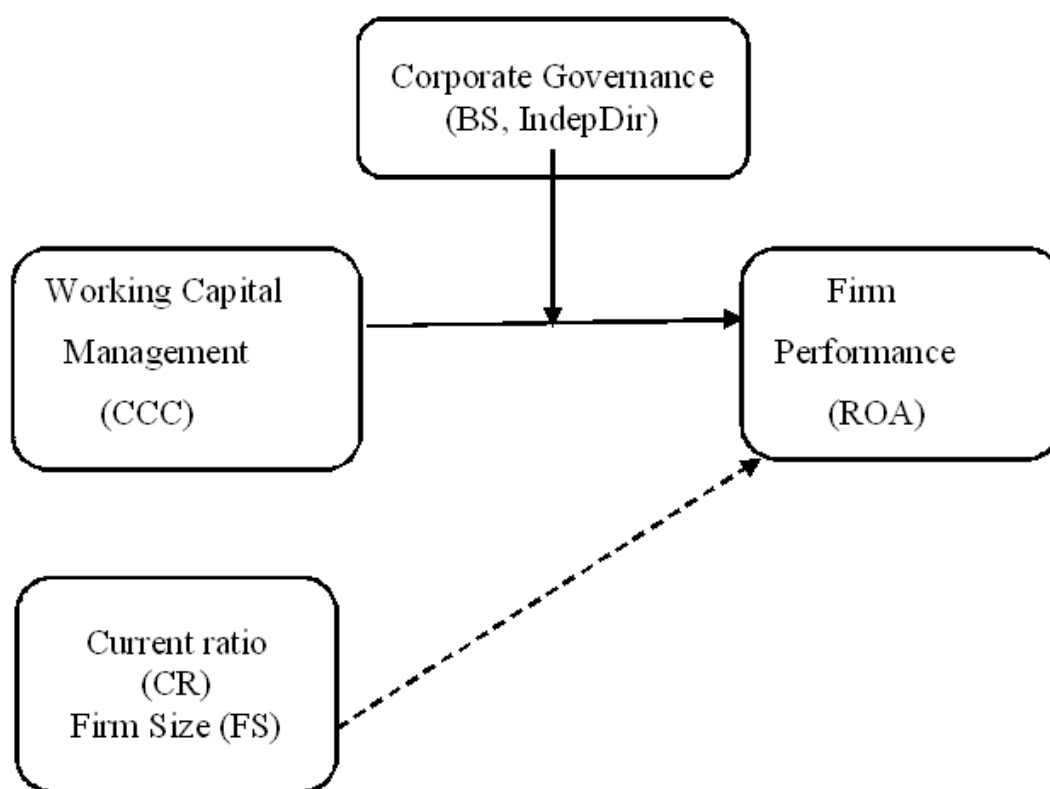 Corporate Governance
(BS, IndepDir)
Working Capital
Management
(CCC)
Firm
Performance
(ROA)
Current ratio
(CR)
Firm Size (FS)